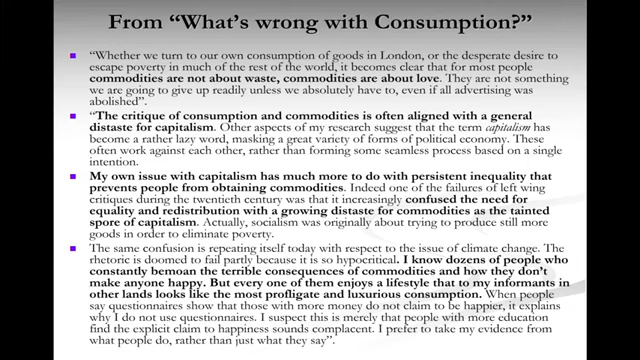 From “What’s wrong with Consumption?”
“Whether we turn to our own consumption of goods in London, or the desperate desire to
escape poverty in much of the rest of the world, it becomes clear that for most people
commodities are not about waste, commodities are about love. They are not something
we are going to give up readily unless we absolutely have to, even if all advertising was
abolished”.
“The critique of consumption and commodities is often aligned with a general
distaste for capitalism. Other aspects of my research suggest that the term capitalism has
become a rather lazy word, masking a great variety of forms of political economy. These
often work against each other, rather than forming some seamless process based on a single
intention.
My own issue with capitalism has much more to do with persistent inequality that
prevents people from obtaining commodities. Indeed one of the failures of left wing
critiques during the twentieth century was that it increasingly confused the need for
equality and redistribution with a growing distaste for commodities as the tainted
spore of capitalism. Actually, socialism was originally about trying to produce still more
goods in order to eliminate poverty.
The same confusion is repeating itself today with respect to the issue of climate change. The
rhetoric is doomed to fail partly because it is so hypocritical. I know dozens of people who
constantly bemoan the terrible consequences of commodities and how they don’t
make anyone happy. But every one of them enjoys a lifestyle that to my informants in
other lands looks like the most profligate and luxurious consumption. When people
say questionnaires show that those with more money do not claim to be happier, it explains
why I do not use questionnaires. I suspect this is merely that people with more education
find the explicit claim to happiness sounds complacent. I prefer to take my evidence from
what people do, rather than just what they say”.